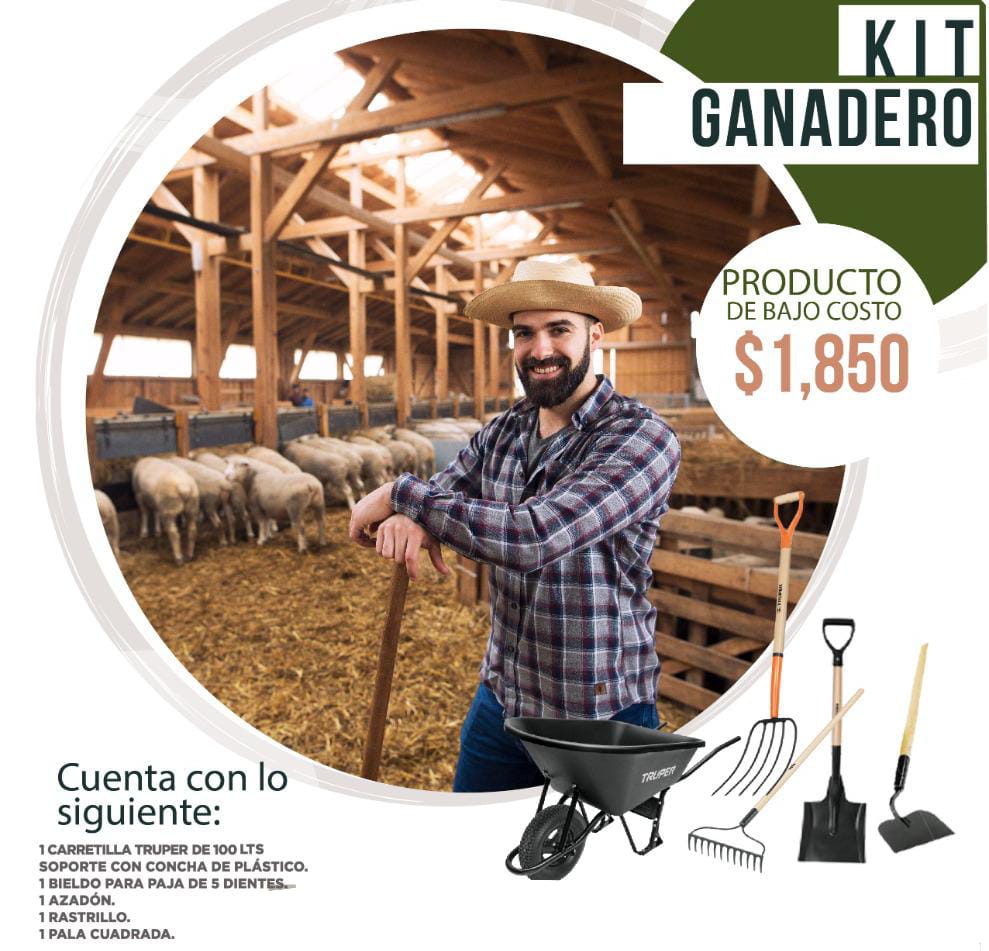 KIT
GANADERO
PRODUCTO
DE BAJO COSTO
$1,850
TRUPER
TRUPER
Cuenta con lo
siguiente:
1 CARRETILLA TRUPER DE 100 LTS
SOPORTE CON CONCHA DE PLÁSTICO.
1 BIELDO PARA PAJA DE 5 DIENTES.
1 AZADÓN.
1 RASTRILLO.
1 PALA CUADRADA.